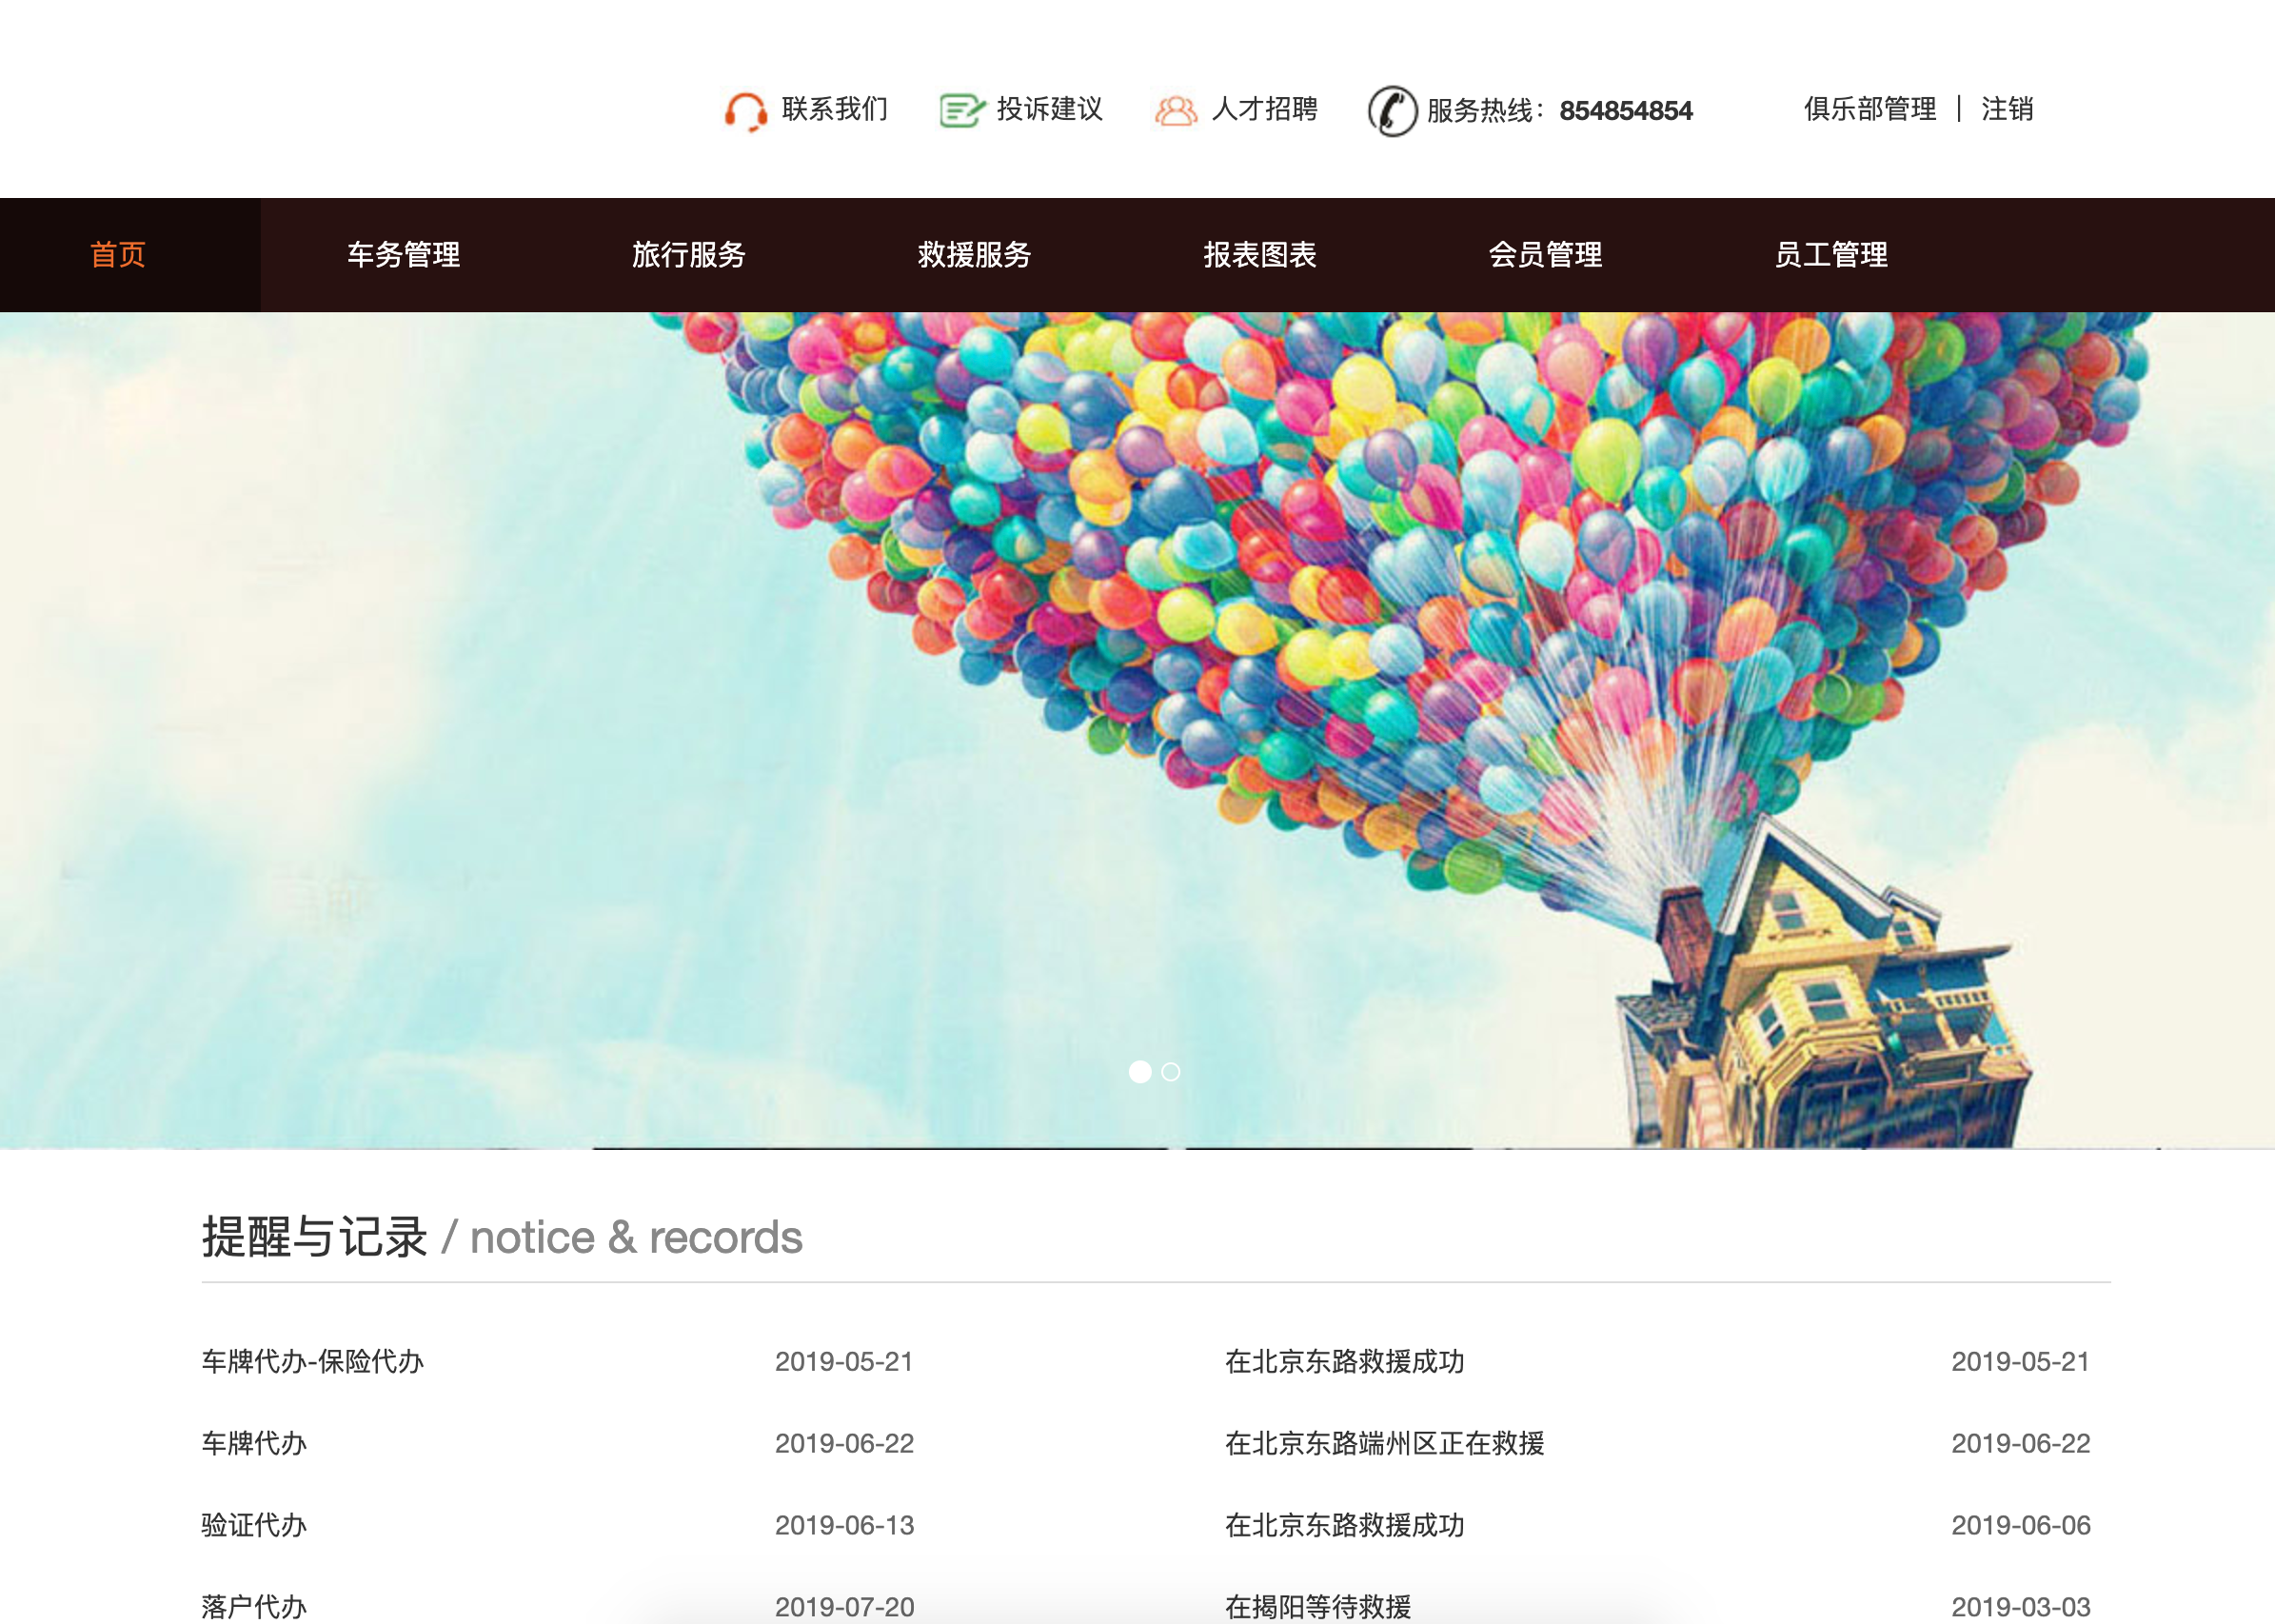 联系我们 投诉建议 人才招聘 服务热线：854854854 俱乐部管理 | 注销
首页 车务管理 旅行服务 救援服务 报表图表 会员管理 员工管理
提醒与记录 / notice & records
车牌代办-保险代办 2019-05-21 在北京东路救援成功 2019-05-21
车牌代办 2019-06-22 在北京东路端州区正在救援 2019-06-22
验证代办 2019-06-13 在北京东路救援成功 2019-06-06
落户代办 2019-07-20 在揭阳等待救援 2019-03-03